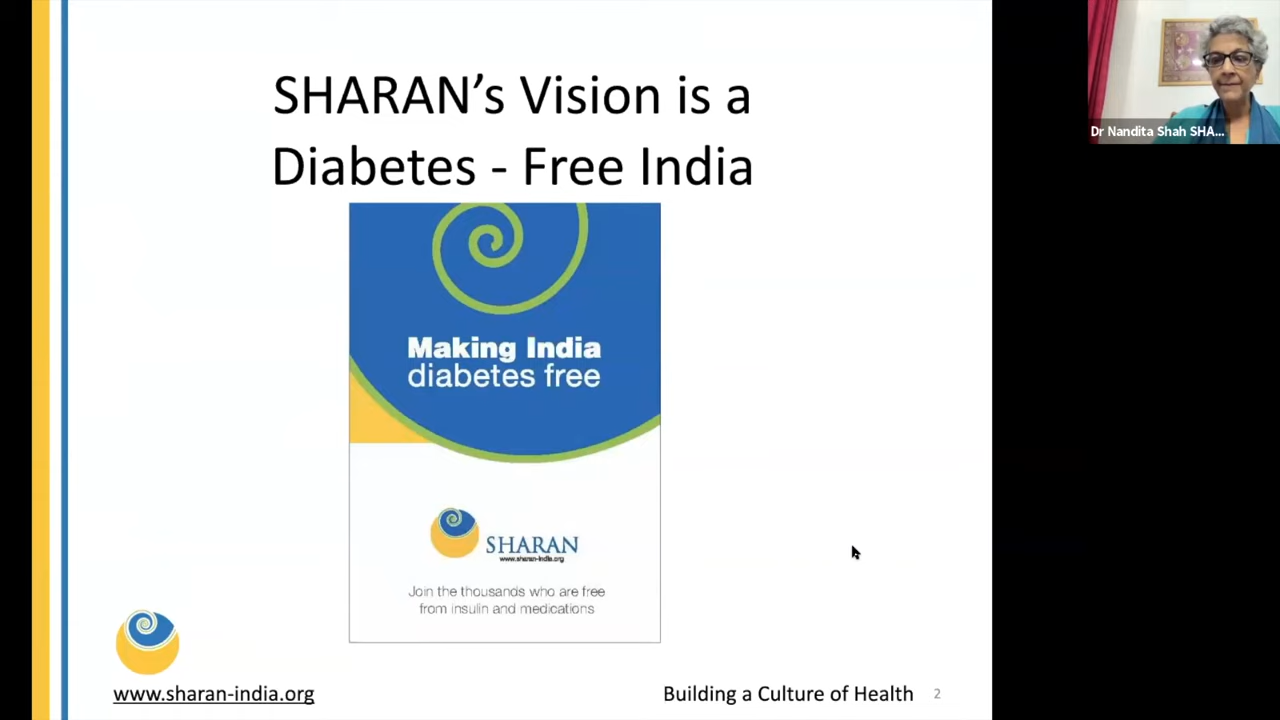 SHARAN’s Vision is a
Diabetes - Free India
Making India
diabetes free
SHARAN
www.sharan-india.org
Join the thousands who are free
from insulin and medications
www.sharan-india.org
Building a Culture of Health
2
Dr Nandita Shah SHA...